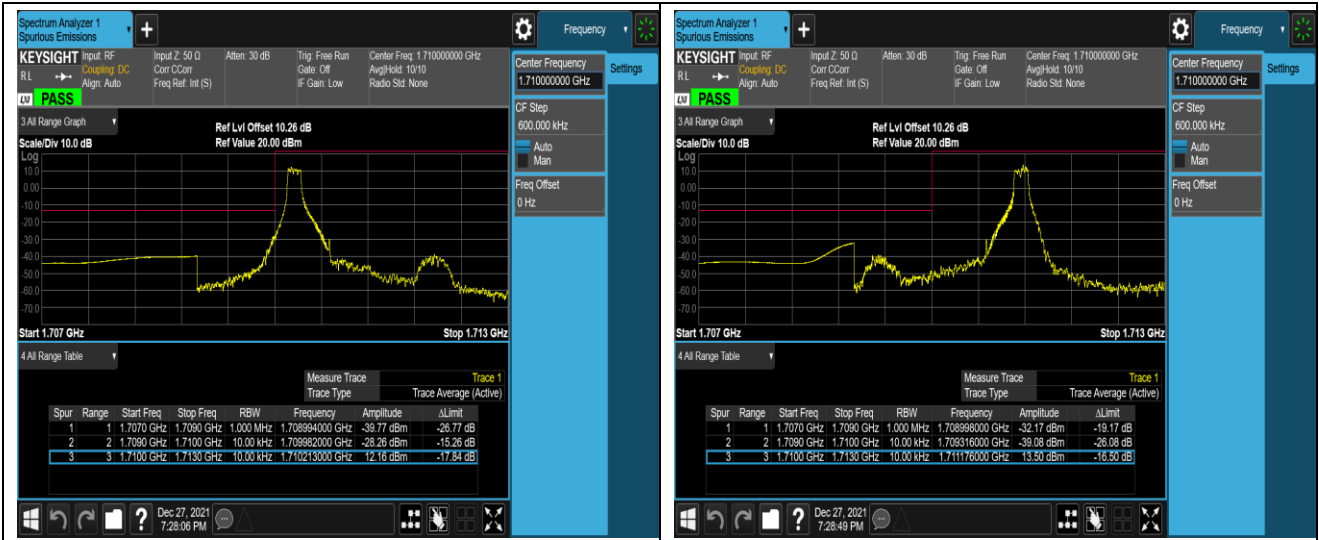 Spectrum Analyzer 1
Spurious Emissions
+
Frequency
KEYSIGHT Input: RF Input Z: 50 Ω Atten: 30 dB Trig: Free Run Center Freq: 1.710000000 GHz
RL Coupling: DC Corr CCorr Gate: Off Avg|Hold: 10/10
Align: Auto Freq Ref: Int (S) IF Gain: Low Radio Std: None
LXI PASS
Center Frequency
1.710000000 GHz
Settings
CF Step
600.000 kHz
Auto
Man
Freq Offset
0 Hz
3 All Range Graph
Ref Lvl Offset 10.26 dB
Scale/Div 10.0 dB Ref Value 20.00 dBm
Log
10.0
0.00
-10.0
-20.0
-30.0
-40.0
-50.0
-60.0
-70.0
Start 1.707 GHz Stop 1.713 GHz
4 All Range Table
Measure Trace Trace 1
Trace Type Trace Average (Active)
Spur Range Start Freq Stop Freq RBW Frequency Amplitude ΔLimit
1 1 1.7070 GHz 1.7090 GHz 1.000 MHz 1.708994000 GHz -39.77 dBm -26.77 dB
2 2 1.7090 GHz 1.7100 GHz 10.00 kHz 1.709982000 GHz -28.26 dBm -15.26 dB
3 3 1.7100 GHz 1.7130 GHz 10.00 kHz 1.710213000 GHz 12.16 dBm -17.84 dB
?
Dec 27, 2021
7:28:06 PM
Spectrum Analyzer 1
Spurious Emissions
+
Frequency
KEYSIGHT Input: RF Input Z: 50 Ω Atten: 30 dB Trig: Free Run Center Freq: 1.710000000 GHz
RL Coupling: DC Corr CCorr Gate: Off Avg|Hold: 10/10
Align: Auto Freq Ref: Int (S) IF Gain: Low Radio Std: None
LXI PASS
Center Frequency
1.710000000 GHz
Settings
CF Step
600.000 kHz
Auto
Man
Freq Offset
0 Hz
3 All Range Graph
Ref Lvl Offset 10.26 dB
Scale/Div 10.0 dB Ref Value 20.00 dBm
Log
10.0
0.00
-10.0
-20.0
-30.0
-40.0
-50.0
-60.0
-70.0
Start 1.707 GHz Stop 1.713 GHz
4 All Range Table
Measure Trace Trace 1
Trace Type Trace Average (Active)
Spur Range Start Freq Stop Freq RBW Frequency Amplitude ΔLimit
1 1 1.7070 GHz 1.7090 GHz 1.000 MHz 1.708998000 GHz -32.17 dBm -19.17 dB
2 2 1.7090 GHz 1.7100 GHz 10.00 kHz 1.709316000 GHz -39.08 dBm -26.08 dB
3 3 1.7100 GHz 1.7130 GHz 10.00 kHz 1.711176000 GHz 13.50 dBm -16.50 dB
?
Dec 27, 2021
7:28:49 PM